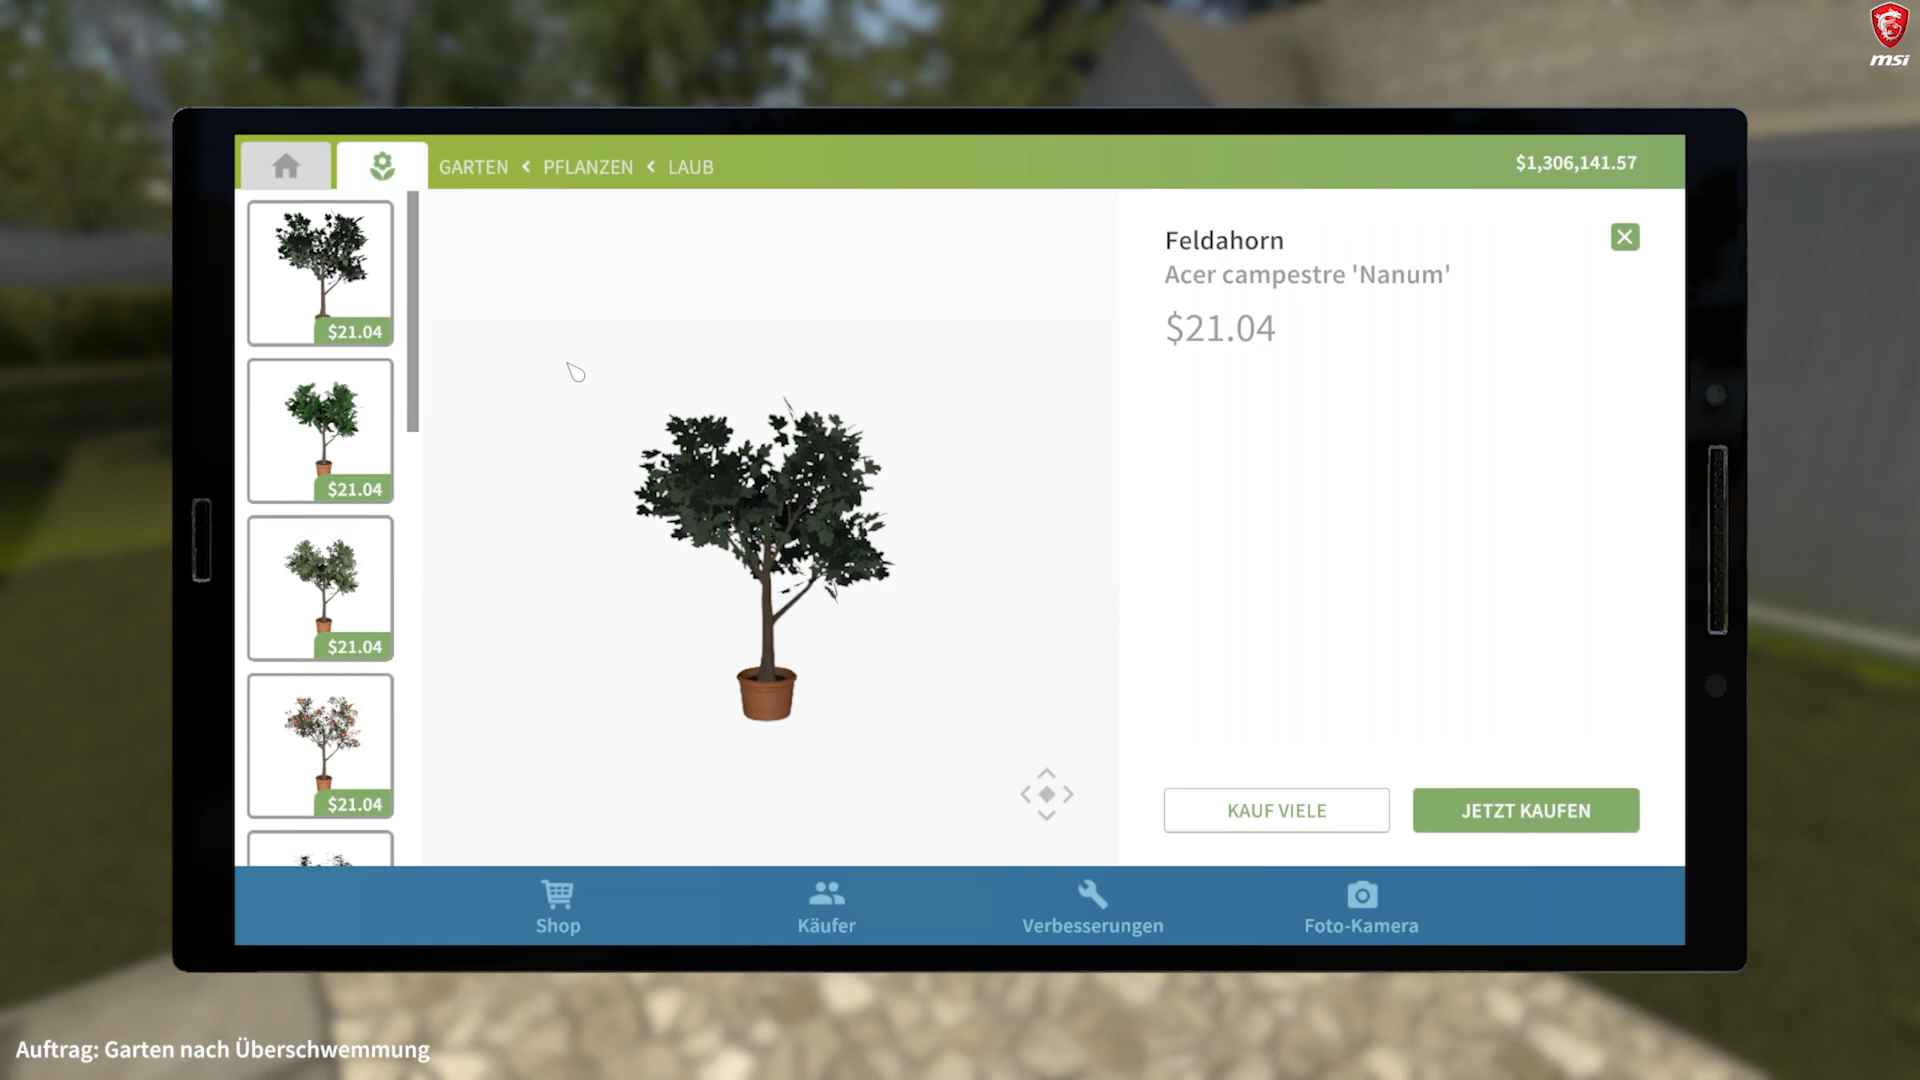 msi
GARTEN < PFLANZEN < LAUB
$1,306,141.57
$21.04
$21.04
$21.04
$21.04
Feldahorn
Acer campestre 'Nanum'
$21.04
KAUF VIELE
JETZT KAUFEN
Shop
Käufer
Verbesserungen
Foto-Kamera
Auftrag: Garten nach Überschwemmung